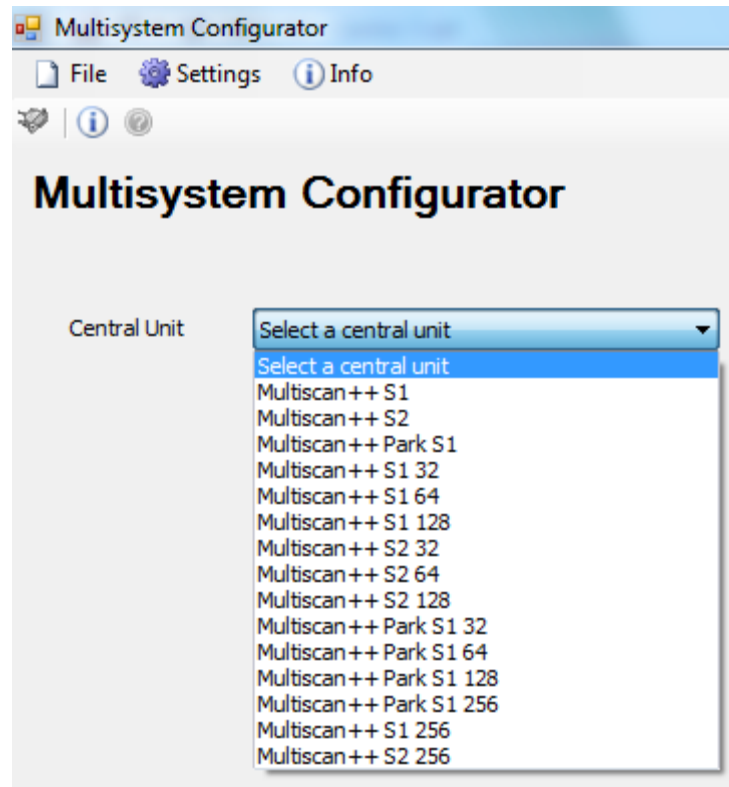 Multisystem Configurator
File Settings Info
Multisystem Configurator
Central Unit Select a central unit
Select a central unit
Multiscan++ S1
Multiscan++ S2
Multiscan++ Park S1
Multiscan++ S1 32
Multiscan++ S1 64
Multiscan++ S1 128
Multiscan++ S2 32
Multiscan++ S2 64
Multiscan++ S2 128
Multiscan++ Park S1 32
Multiscan++ Park S1 64
Multiscan++ Park S1 128
Multiscan++ Park S1 256
Multiscan++ S1 256
Multiscan++ S2 256